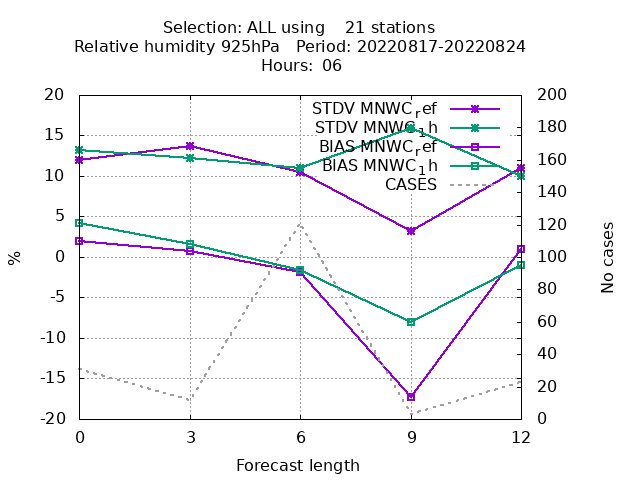 Selection: ALL using    21 stations
Relative humidity 925hPa   Period: 20220817-20220824
Hours: 06
STDV MNWC_ref
STDV MNWC_1h
BIAS MNWC_ref
BIAS MNWC_1h
CASES
20
15
10
5
0
-5
-10
-15
-20
%
200
180
160
140
120
100
80
60
40
20
0
No cases
0 3 6 9 12
Forecast length